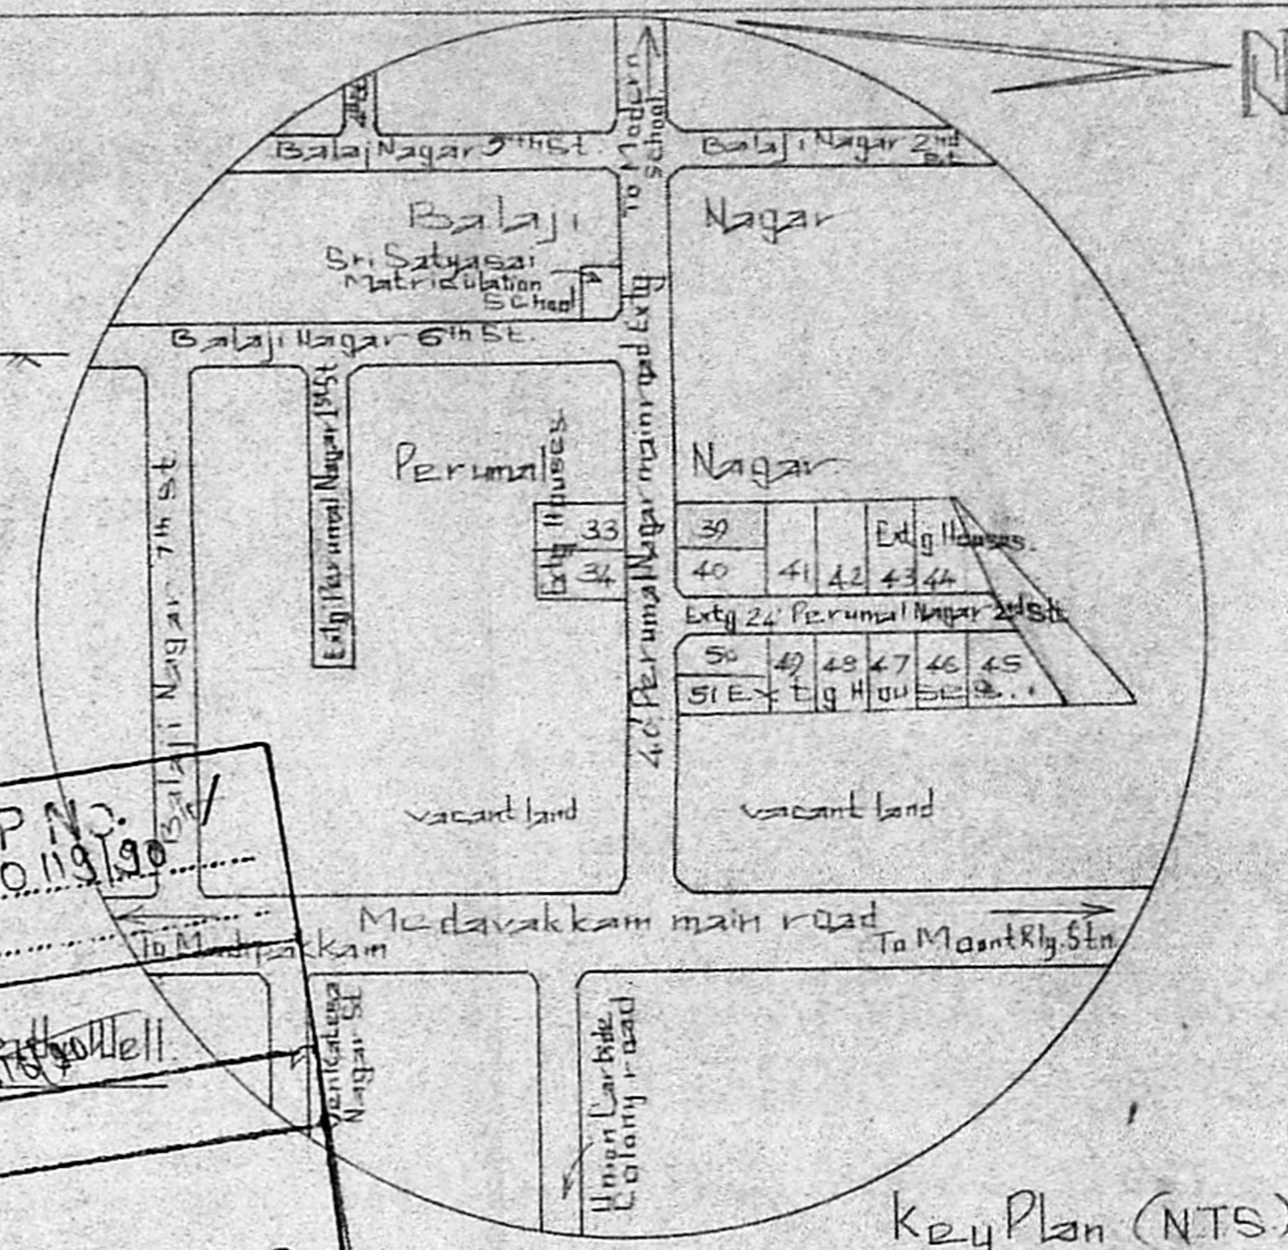 N
Balaji Nagar 5th St.
To Modern School
Balaji Nagar 2nd St.
Balaji Nagar
Sri Satyasai
Matriculation
School
Balaji Nagar 6th St.
Extg Perumal Nagar 1st St
Balaji Nagar 7th St.
Perumal Nagar
40' Perumal Nagar main road Extg
Extg Houses
33
34
39
40
41 42 43 44
Extg Houses.
Extg 24' Perumal Nagar 2nd St.
50
49 48 47 46 45
51 Extg Houses.
vacant land
vacant land
P No.
Medavakkam main road
To Madipakkam
To Mount Rly. Stn.
Well
Venkatesa
Nagar St
Union Carbide
Colony road
Key Plan (NTS)